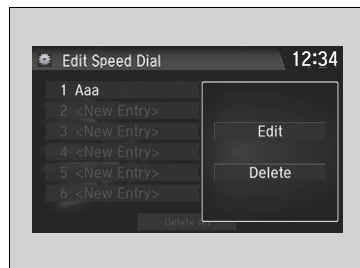 Edit Speed Dial
12:34
1 Aaa
2 <New Entry>
3 <New Entry>
4 <New Entry>
5 <New Entry>
6 <New Entry>
Edit
Delete
Delete All